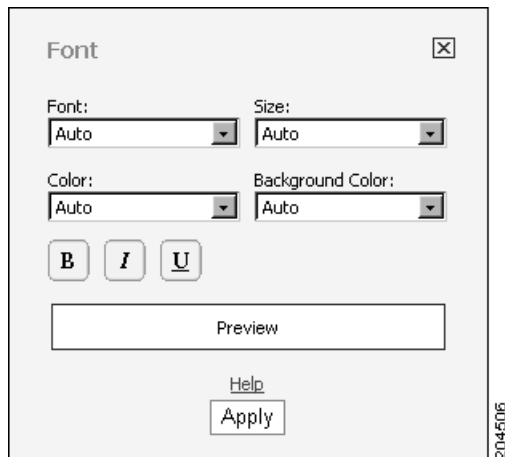 Font
Font: Size:
Auto Auto
Color: Background Color:
Auto Auto
B I U
Preview
Help
Apply
204506